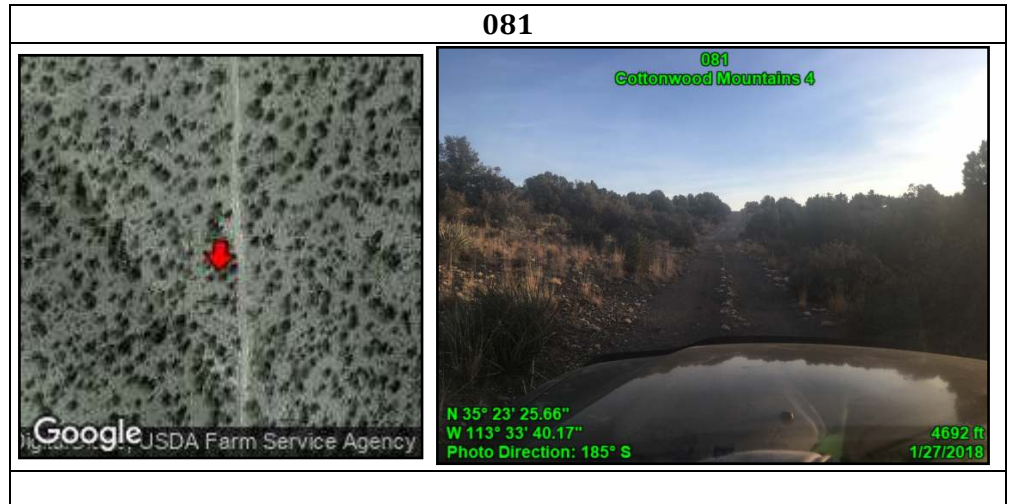 081
081
Cottonwood Mountains 4
N 35° 23' 25.66"
W 113° 33' 40.17"
Photo Direction: 185° S
4692 ft
1/27/2018
Google
USDA Farm Service Agency